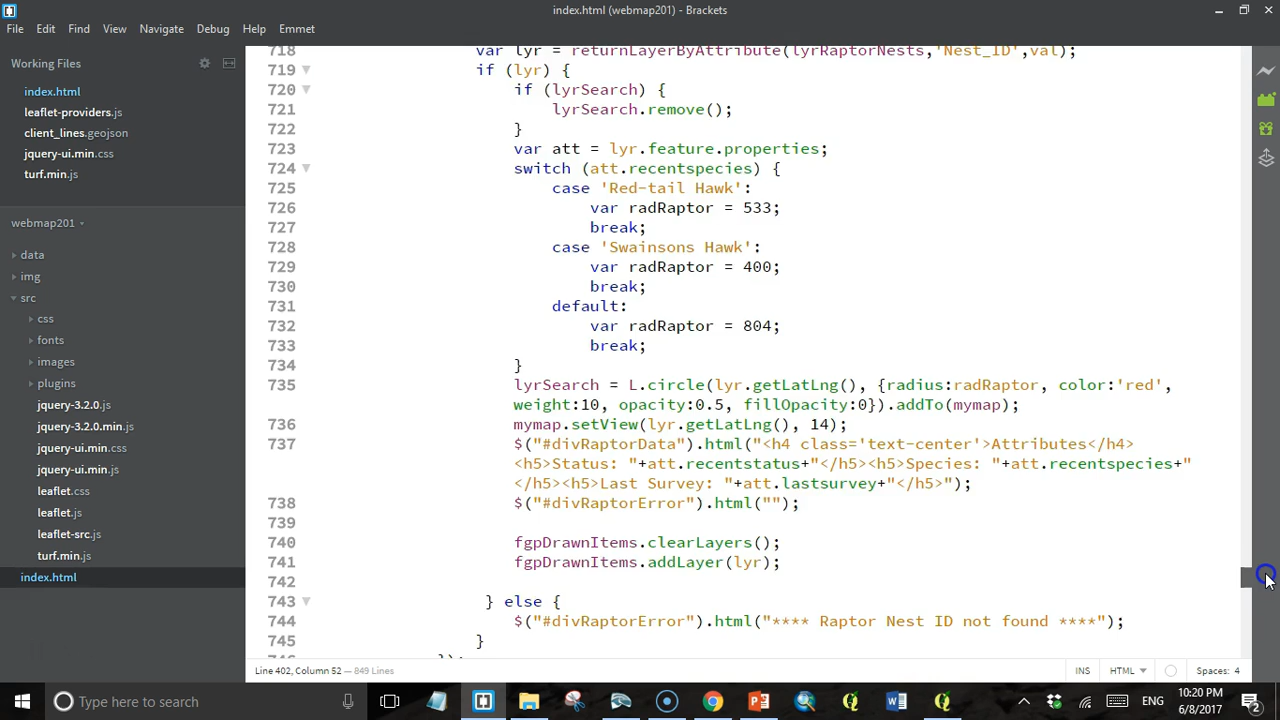 index.html (webmap201) - Brackets
File Edit Find View Navigate Debug Help Emmet
Working Files
index.html
leaflet-providers.js
client_lines.geojson
jquery-ui.min.css
turf.min.js
webmap201
data
img
src
css
fonts
images
plugins
jquery-3.2.0.js
jquery-3.2.0.min.js
jquery-ui.min.css
jquery-ui.min.js
leaflet.css
leaflet.js
leaflet-src.js
turf.min.js
index.html
718 var lyr = returnLayerByAttribute(lyrRaptorNests,'Nest_ID',val);
719 if (lyr) {
720 if (lyrSearch) {
721 lyrSearch.remove();
722 }
723 var att = lyr.feature.properties;
724 switch (att.recentspecies) {
725 case 'Red-tail Hawk':
726 var radRaptor = 533;
727 break;
728 case 'Swainsons Hawk':
729 var radRaptor = 400;
730 break;
731 default:
732 var radRaptor = 804;
733 break;
734 }
735 lyrSearch = L.circle(lyr.getLatLng(), {radius:radRaptor, color:'red',
weight:10, opacity:0.5, fillOpacity:0}).addTo(mymap);
736 mymap.setView(lyr.getLatLng(), 14);
737 $("#divRaptorData").html("<h4 class='text-center'>Attributes</h4>
<h5>Status: "+att.recentstatus+"</h5><h5>Species: "+att.recentspecies+"
</h5><h5>Last Survey: "+att.lastsurvey+"</h5>");
738 $("#divRaptorError").html("");
739
740 fgpDrawnItems.clearLayers();
741 fgpDrawnItems.addLayer(lyr);
742
743 } else {
744 $("#divRaptorError").html("**** Raptor Nest ID not found ****");
745 }
});
Line 402, Column 52 — 849 Lines
INS HTML Spaces: 4
Type here to search
ENG
10:20 PM
6/8/2017
2